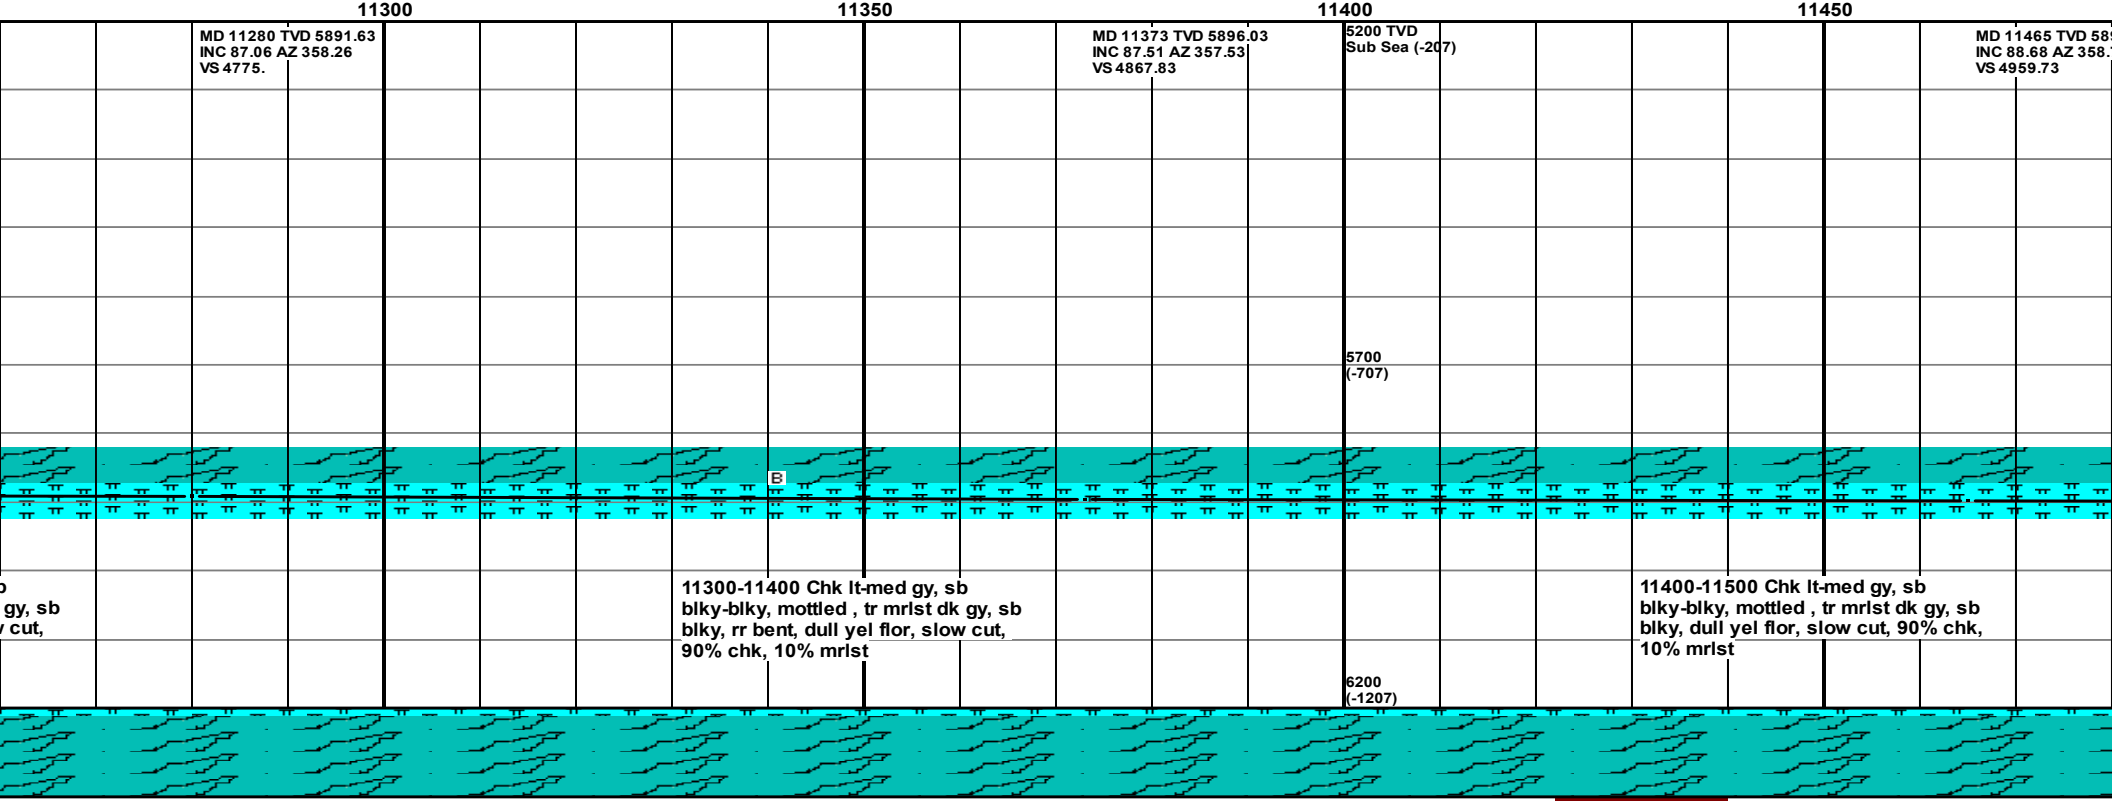 11300
11350
11400
11450
MD 11280 TVD 5891.63
INC 87.06 AZ 358.26
VS 4775.
MD 11373 TVD 5896.03
INC 87.51 AZ 357.53
VS 4867.83
5200 TVD
Sub Sea (-207)
MD 11465 TVD
INC 88.68 AZ 358.
VS 4959.73
5700
(-707)
B
gy, sb
cut,
11300-11400 Chk lt-med gy, sb
blky-blky, mottled , tr mrlst dk gy, sb
blky, rr bent, dull yel flor, slow cut,
90% chk, 10% mrlst
11400-11500 Chk lt-med gy, sb
blky-blky, mottled , tr mrlst dk gy, sb
blky, dull yel flor, slow cut, 90% chk,
10% mrlst
6200
(-1207)